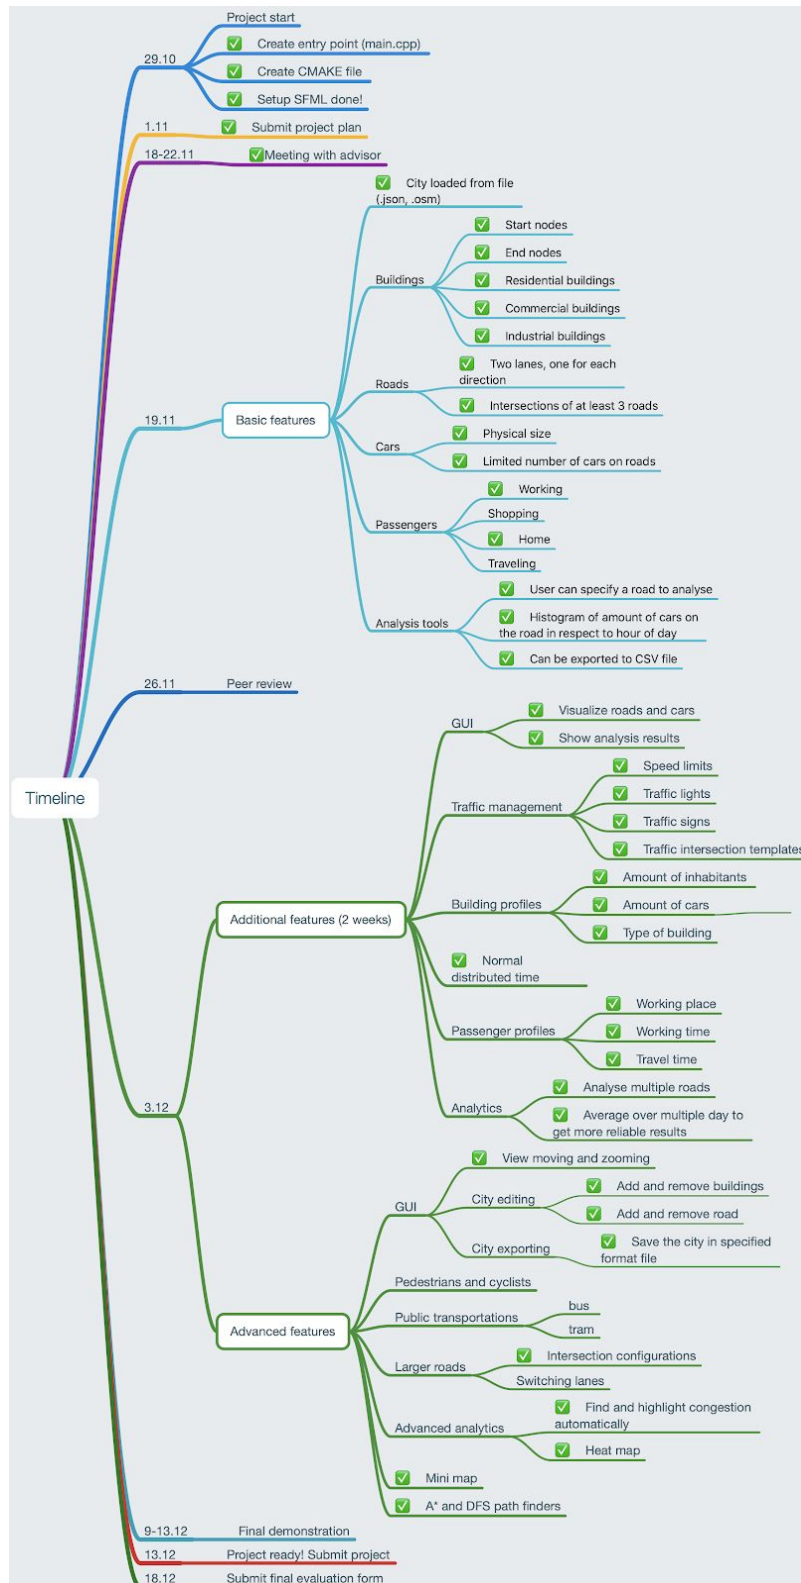 Project start
29.10
✅ Create entry point (main.cpp)
✅ Create CMAKE file
✅ Setup SFML done!
1.11
✅ Submit project plan
18-22.11
✅Meeting with advisor
✅ City loaded from file
(.json, .osm)
Buildings
✅ Start nodes
✅ End nodes
✅ Residential buildings
✅ Commercial buildings
✅ Industrial buildings
Roads
✅ Two lanes, one for each
direction
✅ Intersections of at least 3 roads
19.11
Basic features
Cars
✅ Physical size
✅ Limited number of cars on roads
Passengers
✅ Working
Shopping
✅ Home
Traveling
Analysis tools
✅ User can specify a road to analyse
✅ Histogram of amount of cars on
the road in respect to hour of day
✅ Can be exported to CSV file
26.11
Peer review
Timeline
GUI
✅ Visualize roads and cars
✅ Show analysis results
Traffic management
✅ Speed limits
✅ Traffic lights
✅ Traffic signs
✅ Traffic intersection templates
Additional features (2 weeks)
Building profiles
✅ Amount of inhabitants
✅ Amount of cars
✅ Type of building
✅ Normal
distributed time
Passenger profiles
✅ Working place
✅ Working time
✅ Travel time
3.12
Analytics
✅ Analyse multiple roads
✅ Average over multiple day to
get more reliable results
GUI
✅ View moving and zooming
City editing
✅ Add and remove buildings
✅ Add and remove road
City exporting
✅ Save the city in specified
format file
Pedestrians and cyclists
Advanced features
Public transportations
bus
tram
Larger roads
✅ Intersection configurations
Switching lanes
Advanced analytics
✅ Find and highlight congestion
automatically
✅ Heat map
✅ Mini map
✅ A* and DFS path finders
9-13.12
Final demonstration
13.12
Project ready! Submit project
18.12
Submit final evaluation form